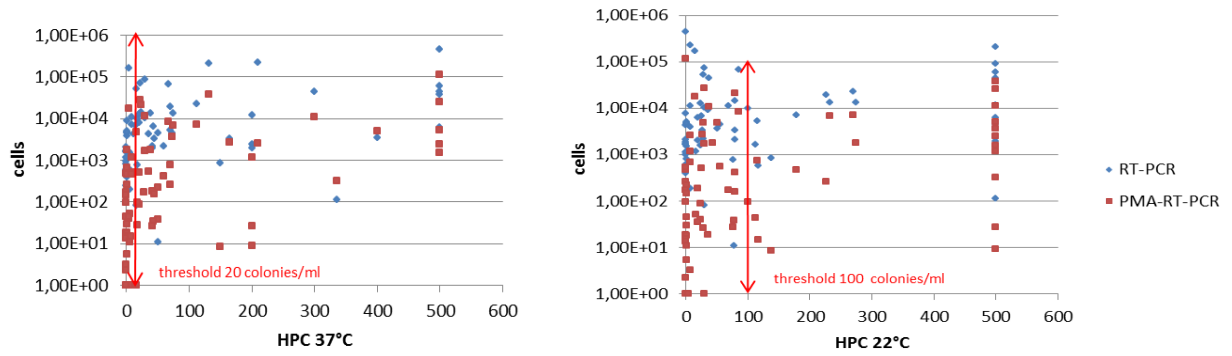 1,00E+06
1,00E+05
1,00E+04
1,00E+03
1,00E+02
1,00E+01
1,00E+00
cells
threshold 20 colonies/ml
0 100 200 300 400 500 600
HPC 37°C
1,00E+06
1,00E+05
1,00E+04
1,00E+03
1,00E+02
1,00E+01
1,00E+00
cells
threshold 100 colonies/ml
0 100 200 300 400 500 600
HPC 22°C
RT-PCR
PMA-RT-PCR